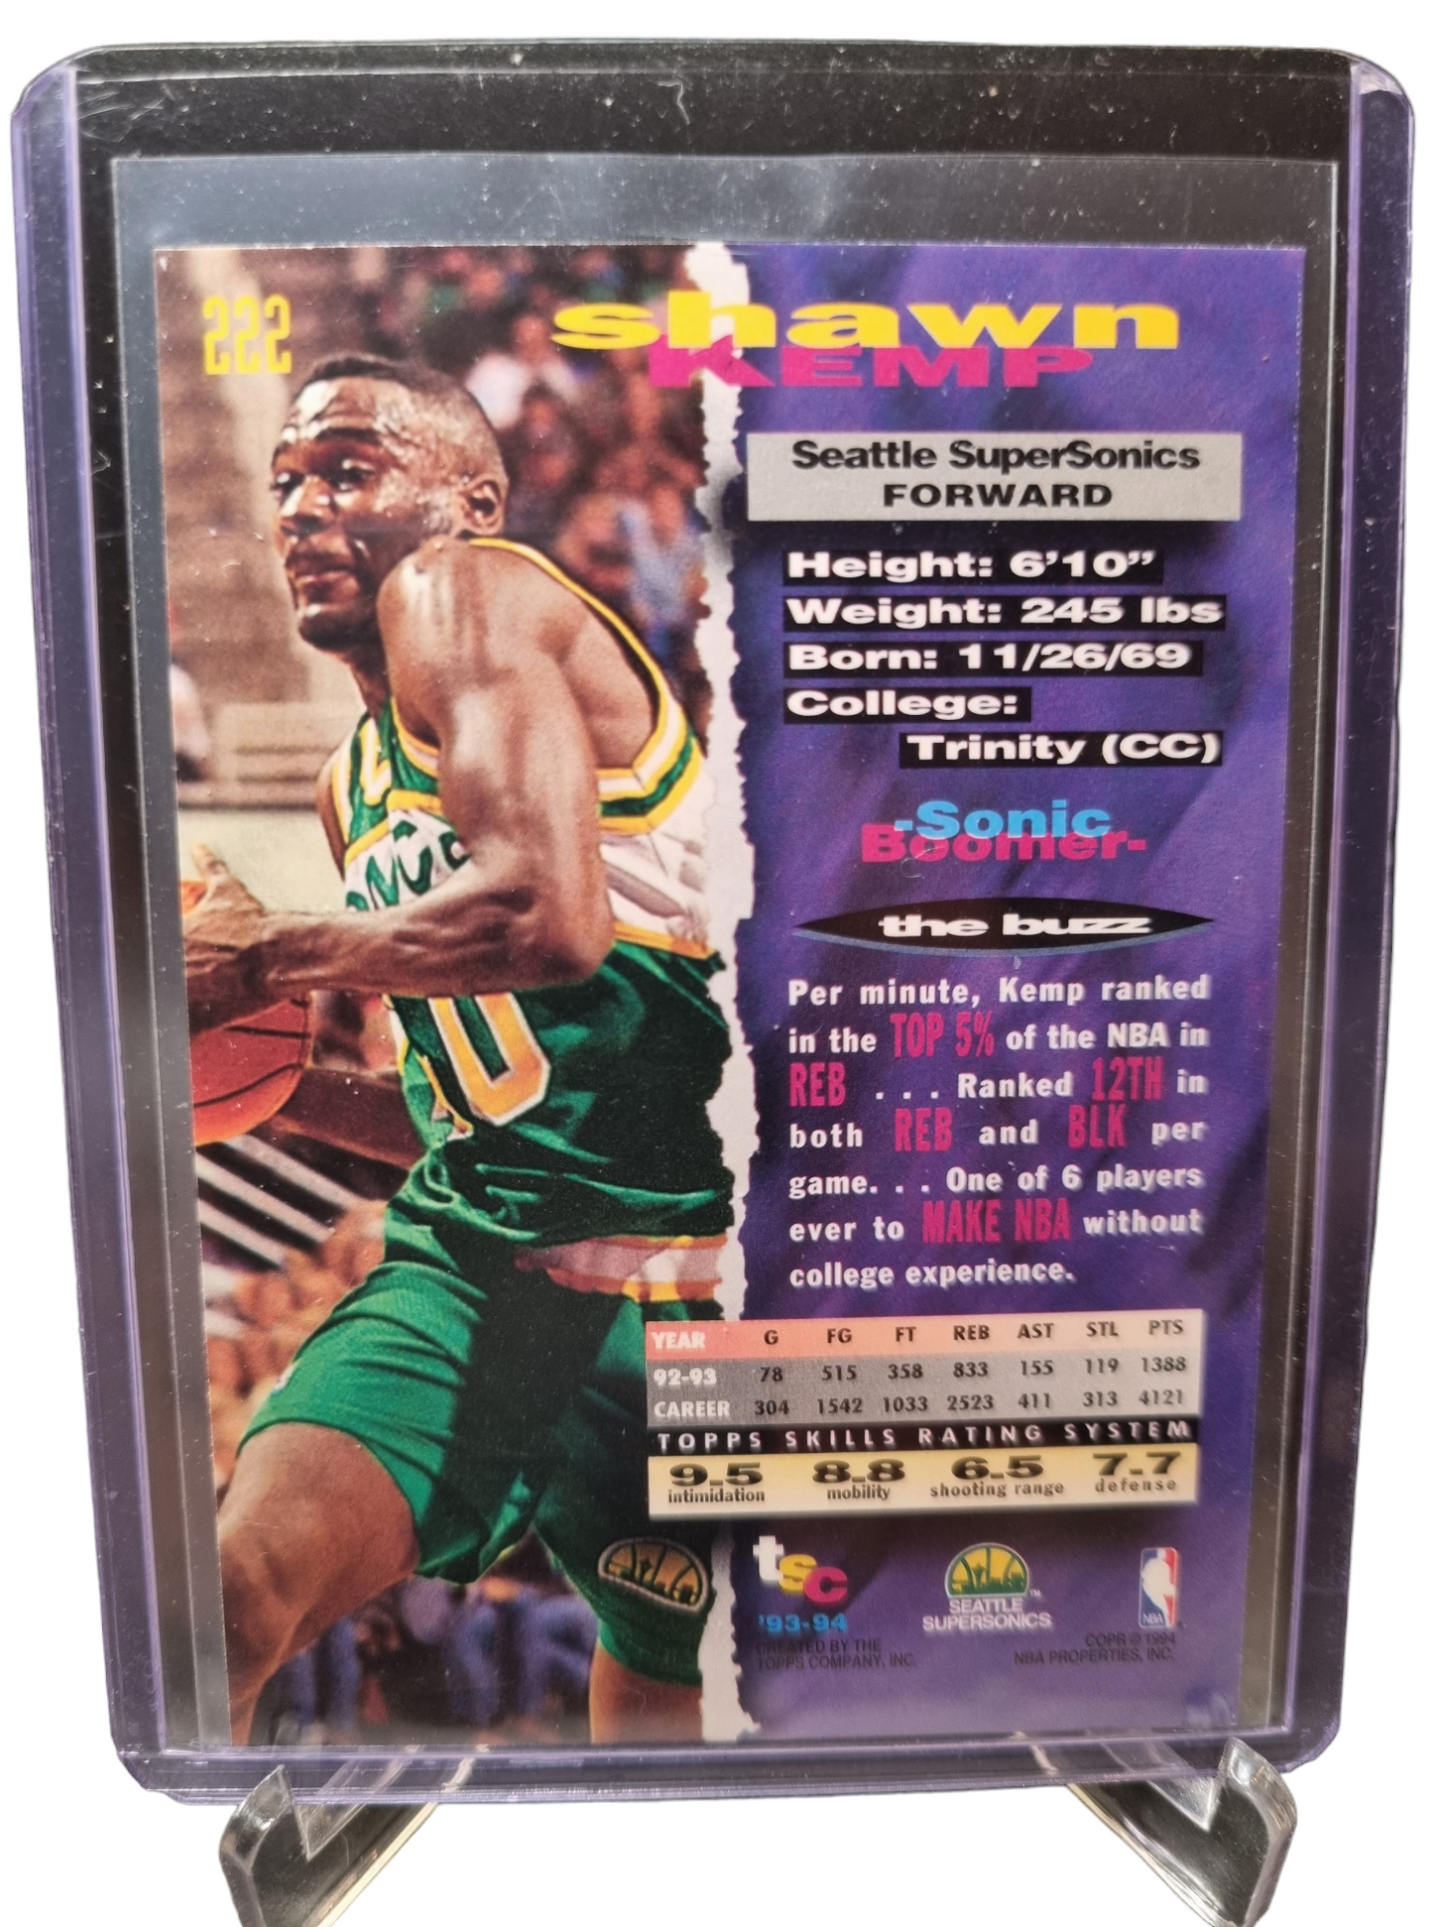 222
shawn
KEMP
Seattle SuperSonics
FORWARD
Height: 6'10”
Weight: 245 lbs
Born: 11/26/69
College:
Trinity (CC)
-Sonic
Boomer-
the buzz
Per minute, Kemp ranked
in the TOP 5% of the NBA in
REB . . . Ranked 12TH in
both REB and BLK per
game. . . One of 6 players
ever to MAKE NBA without
college experience.
YEAR G FG FT REB AST STL PTS
92-93 78 515 358 833 155 119 1388
CAREER 304 1542 1033 2523 411 313 4121
TOPPS SKILLS RATING SYSTEM
9.5 8.8 6.5 7.7
intimidation mobility shooting range defense
tsc
'93-94
CREATED BY THE
TOPPS COMPANY, INC.
SEATTLE
SUPERSONICS
TM
NBA
COPR © 1994
NBA PROPERTIES, INC.